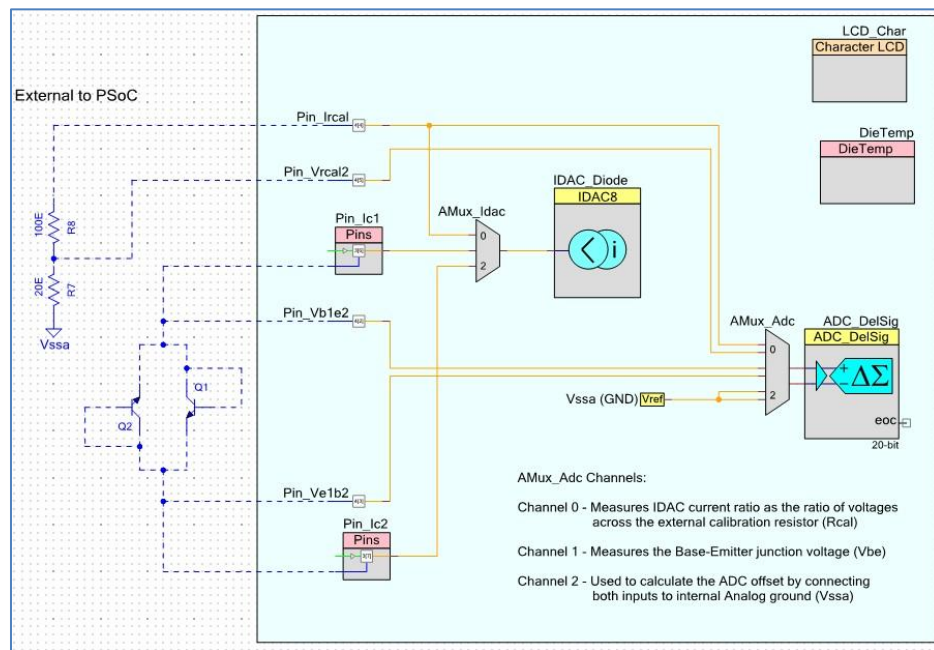 LCD_Char
Character LCD
External to PSoC
Pin_Ircal
DieTemp
DieTemp
Pin_Vrcal2
IDAC_Diode
IDAC8
AMux_Idac
Pin_Ic1
Pins
0
2
100E
R8
20E
R7
Vssa
Pin_Vb1e2
AMux_Adc
ADC_DelSig
ADC_DelSig
0
+
ΔΣ
-
Q1
Q2
Vssa (GND)
Vref
2
eoc
20-bit
AMux_Adc Channels:
Pin_Ve1b2
Channel 0 - Measures IDAC current ratio as the ratio of voltages
across the external calibration resistor (Rcal)
Pin_Ic2
Pins
Channel 1 - Measures the Base-Emitter junction voltage (Vbe)
Channel 2 - Used to calculate the ADC offset by connecting
both inputs to internal Analog ground (Vssa)